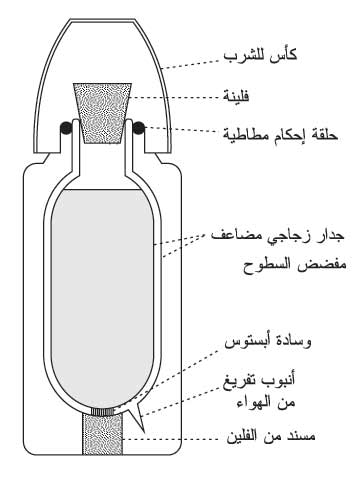 كأس للشرب
فلينة
حلقة إحكام مطاطية
جدار زجاجي مضاعف
مفضض السطوح
وسادة أبستوس
أنبوب تفريغ
من الهواء
مسند من الفلين